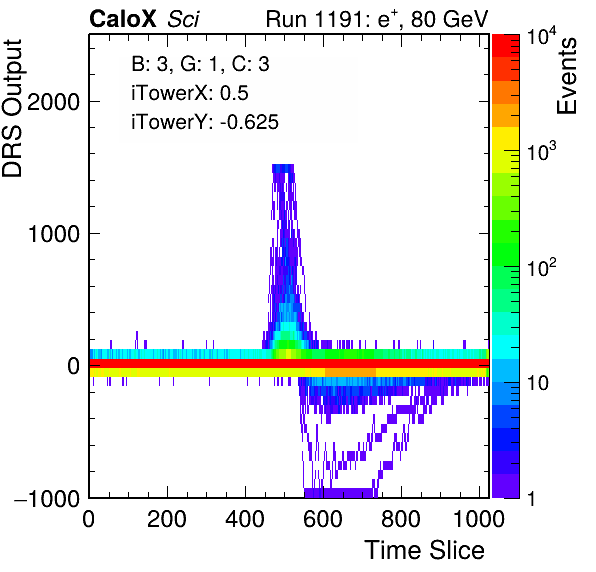 CaloX Sci
Run 1191: e⁺, 80 GeV
B: 3, G: 1, C: 3
iTowerX: 0.5
iTowerY: -0.625
DRS Output
2000
1000
0
−1000
0
200
400
600
800
1000
Time Slice
10⁴
10³
10²
10
1
Events